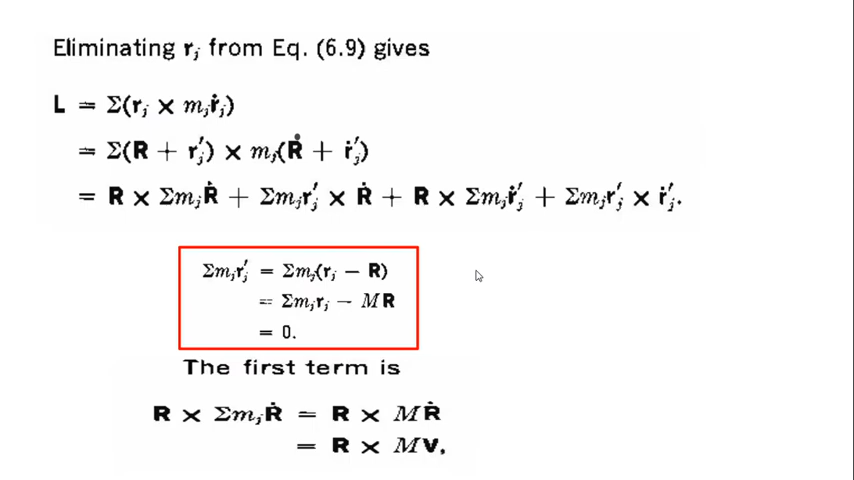 Eliminating rⱼ from Eq. (6.9) gives
L = Σ(rⱼ × mⱼṙⱼ)
= Σ(R + r′ⱼ) × mⱼ(Ṙ + ṙ′ⱼ)
= R × ΣmⱼṘ + Σmⱼr′ⱼ × Ṙ + R × Σmⱼṙ′ⱼ + Σmⱼr′ⱼ × ṙ′ⱼ.
Σmⱼr′ⱼ = Σmⱼ(rⱼ − R)
= Σmⱼrⱼ − MR
= 0.
The first term is
R × ΣmⱼṘ = R × MṘ
= R × MV,